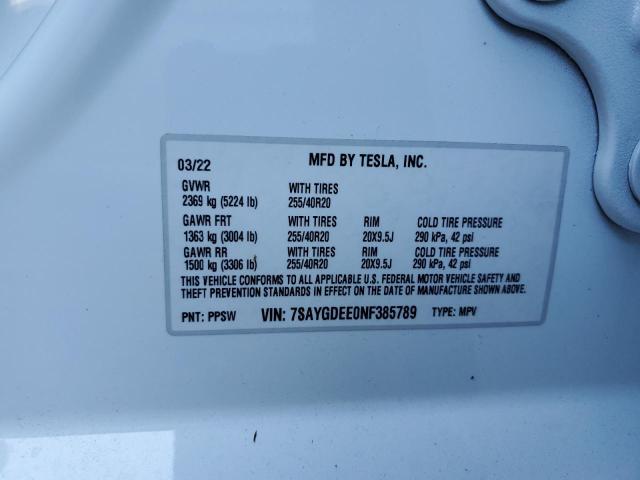 03/22 MFD BY TESLA, INC.
GVWR WITH TIRES
2369 kg (5224 lb) 255/40R20
GAWR FRT WITH TIRES RIM COLD TIRE PRESSURE
1363 kg (3004 lb) 255/40R20 20X9.5J 290 kPa, 42 psi
GAWR RR WITH TIRES RIM COLD TIRE PRESSURE
1500 kg (3306 lb) 255/40R20 20X9.5J 290 kPa, 42 psi
THIS VEHICLE CONFORMS TO ALL APPLICABLE U.S. FEDERAL MOTOR VEHICLE SAFETY AND
THEFT PREVENTION STANDARDS IN EFFECT ON THE DATE OF MANUFACTURE SHOWN ABOVE.
PNT: PPSW VIN: 7SAYGDEE0NF385789 TYPE: MPV